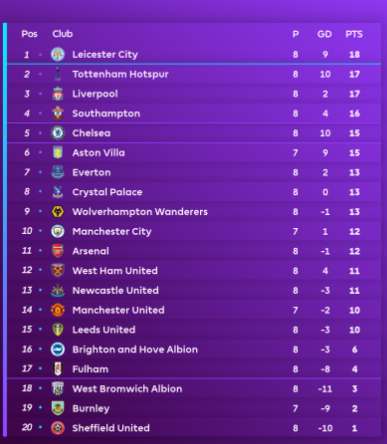 Pos Club P GD PTS
1 Leicester City 8 9 18
2 Tottenham Hotspur 8 10 17
3 Liverpool 8 2 17
4 Southampton 8 4 16
5 Chelsea 8 10 15
6 Aston Villa 7 9 15
7 Everton 8 2 13
8 Crystal Palace 8 0 13
9 Wolverhampton Wanderers 8 -1 13
10 Manchester City 7 1 12
11 Arsenal 8 -1 12
12 West Ham United 8 4 11
13 Newcastle United 8 -3 11
14 Manchester United 7 -2 10
15 Leeds United 8 -3 10
16 Brighton and Hove Albion 8 -3 6
17 Fulham 8 -8 4
18 West Bromwich Albion 8 -11 3
19 Burnley 7 -9 2
20 Sheffield United 8 -10 1